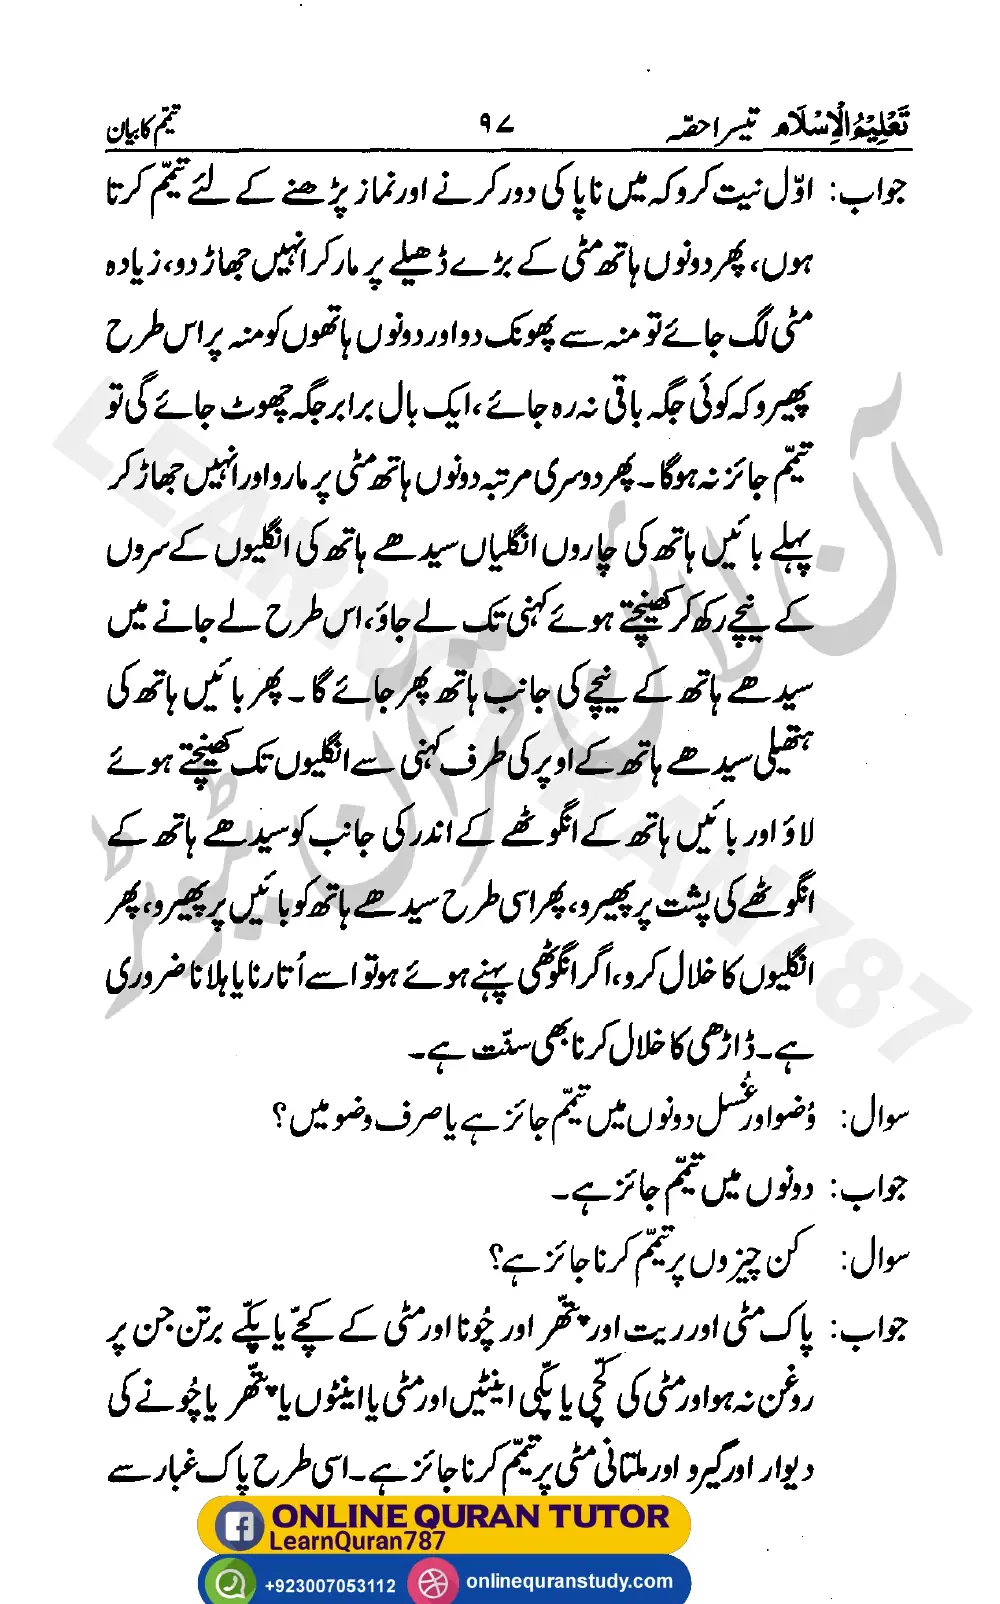 تَعْلِیْمُ الْاِسْلَام تیسرا حصّہ ۹۷ تیمّم کا بیان
جواب: اوّل نیت کرو کہ میں ناپاکی دور کرنے اور نماز پڑھنے کے لئے تیمّم کرتا
ہوں، پھر دونوں ہاتھ مٹی کے بڑے ڈھیلے پر مار کر انہیں جھاڑ دو، زیادہ
مٹی لگ جائے تو منہ سے پھونک دو اور دونوں ہاتھوں کو منہ پر اس طرح
پھیرو کہ کوئی جگہ باقی نہ رہ جائے، ایک بال برابر جگہ چھوٹ جائے گی تو
تیمّم جائز نہ ہوگا۔ پھر دوسری مرتبہ دونوں ہاتھ مٹی پر مارو اور انہیں جھاڑ کر
پہلے بائیں ہاتھ کی چاروں انگلیاں سیدھے ہاتھ کی انگلیوں کے سروں
کے نیچے رکھ کر کھینچتے ہوئے کہنی تک لے جاؤ، اس طرح لے جانے میں
سیدھے ہاتھ کے نیچے کی جانب ہاتھ پھر جائے گا۔ پھر بائیں ہاتھ کی
ہتھیلی سیدھے ہاتھ کے اوپر کی طرف کہنی سے انگلیوں تک کھینچتے ہوئے
لاؤ اور بائیں ہاتھ کے انگوٹھے کے اندر کی جانب کو سیدھے ہاتھ کے
انگوٹھے کی پشت پر پھیرو، پھر اسی طرح سیدھے ہاتھ کو بائیں پر پھیرو، پھر
انگلیوں کا خلال کرو، اگر انگوٹھی پہنے ہوئے ہو تو اسے اُتارنا یا ہلانا ضروری
ہے۔ ڈاڑھی کا خلال کرنا بھی سنّت ہے۔
سوال: وُضو اور غُسل دونوں میں تیمّم جائز ہے یا صرف وضو میں؟
جواب: دونوں میں تیمّم جائز ہے۔
سوال: کن چیزوں پر تیمّم کرنا جائز ہے؟
جواب: پاک مٹی اور ریت اور پتّھر اور چُونا اور مٹی کے کچّے یا پکّے برتن جن پر
روغن نہ ہو اور مٹی کی کچّی یا پکّی اینٹیں اور مٹی یا اینٹوں یا پتّھر یا چُونے کی
دیوار اور گیرو اور ملتانی مٹی پر تیمّم کرنا جائز ہے۔ اسی طرح پاک غبار سے
آن لائن قرآن ٹیوٹر
LEARNQURAN787
ONLINE QURAN TUTOR
LearnQuran787
+923007053112 onlinequranstudy.com